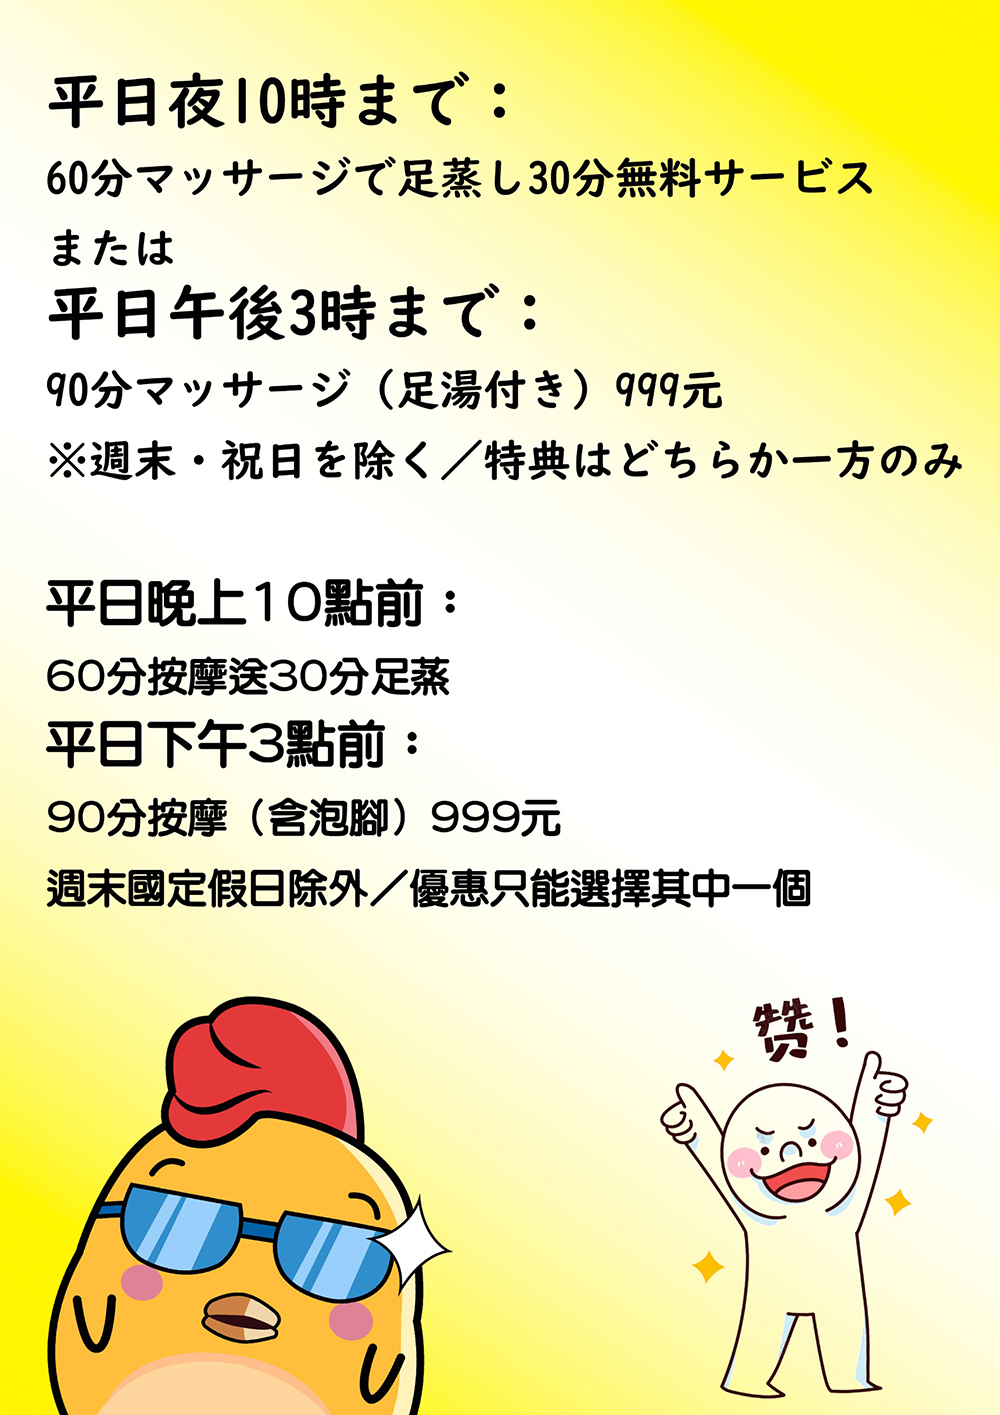 平日夜10時まで：
60分マッサージで足蒸し30分無料サービス
または
平日午後3時まで：
90分マッサージ（足湯付き）999元
※週末・祝日を除く／特典はどちらか一方のみ
平日晚上10點前：
60分按摩送30分足蒸
平日下午3點前：
90分按摩（含泡腳）999元
週末國定假日除外／優惠只能選擇其中一個
赞！